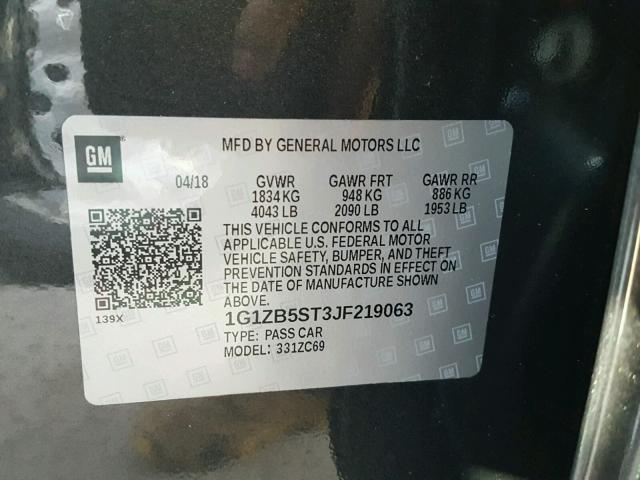 GM
MFD BY GENERAL MOTORS LLC
04/18 GVWR GAWR FRT GAWR RR
1834 KG 948 KG 886 KG
4043 LB 2090 LB 1953 LB
THIS VEHICLE CONFORMS TO ALL
APPLICABLE U.S. FEDERAL MOTOR
VEHICLE SAFETY, BUMPER, AND THEFT
PREVENTION STANDARDS IN EFFECT ON
THE DATE OF MANUFACTURE SHOWN
ABOVE.
139X
1G1ZB5ST3JF219063
TYPE: PASS CAR
MODEL: 331ZC69